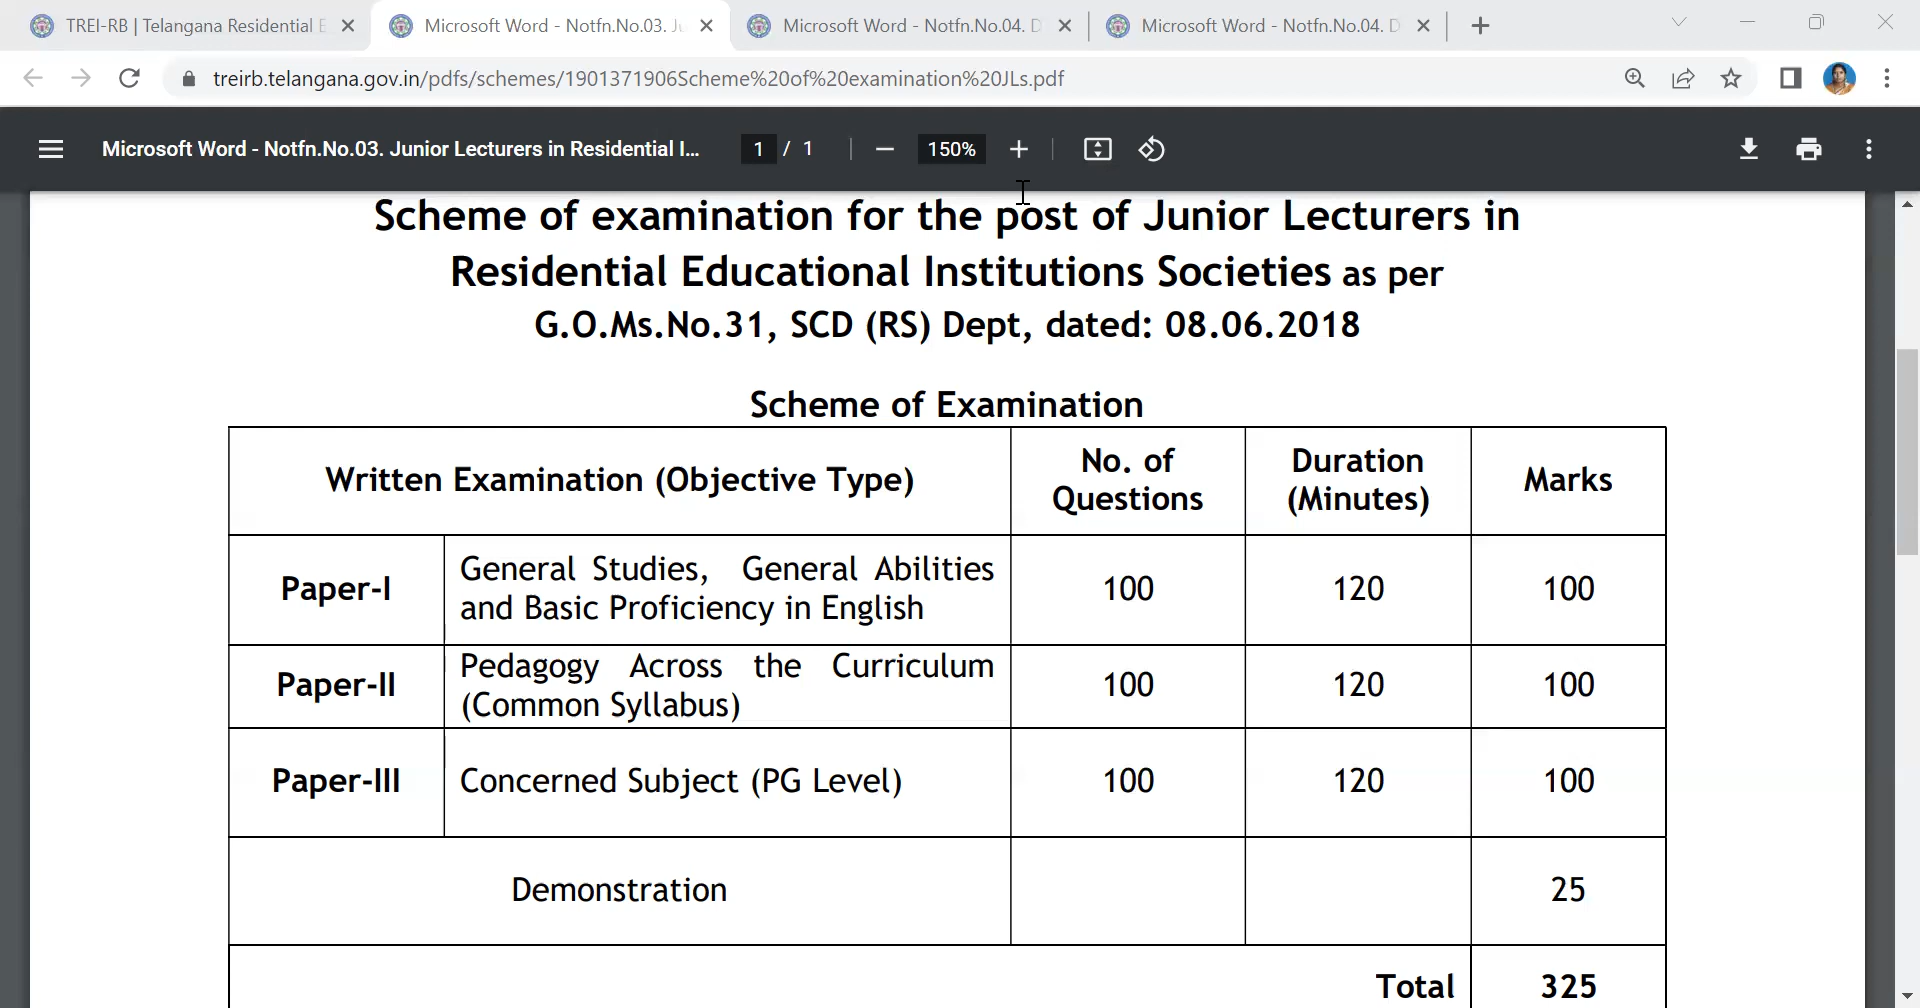 TREI-RB | Telangana Residential E
Microsoft Word - Notfn.No.03. Ju
Microsoft Word - Notfn.No.04. D
Microsoft Word - Notfn.No.04. D
treirb.telangana.gov.in/pdfs/schemes/1901371906Scheme%20of%20examination%20JLs.pdf
Microsoft Word - Notfn.No.03. Junior Lecturers in Residential I...
1 / 1
150%
Scheme of examination for the post of Junior Lecturers in
Residential Educational Institutions Societies as per
G.O.Ms.No.31, SCD (RS) Dept, dated: 08.06.2018
Scheme of Examination
Written Examination (Objective Type)
No. of
Questions
Duration
(Minutes)
Marks
Paper-I
General Studies, General Abilities
and Basic Proficiency in English
100
120
100
Paper-II
Pedagogy Across the Curriculum
(Common Syllabus)
100
120
100
Paper-III
Concerned Subject (PG Level)
100
120
100
Demonstration
25
Total
325